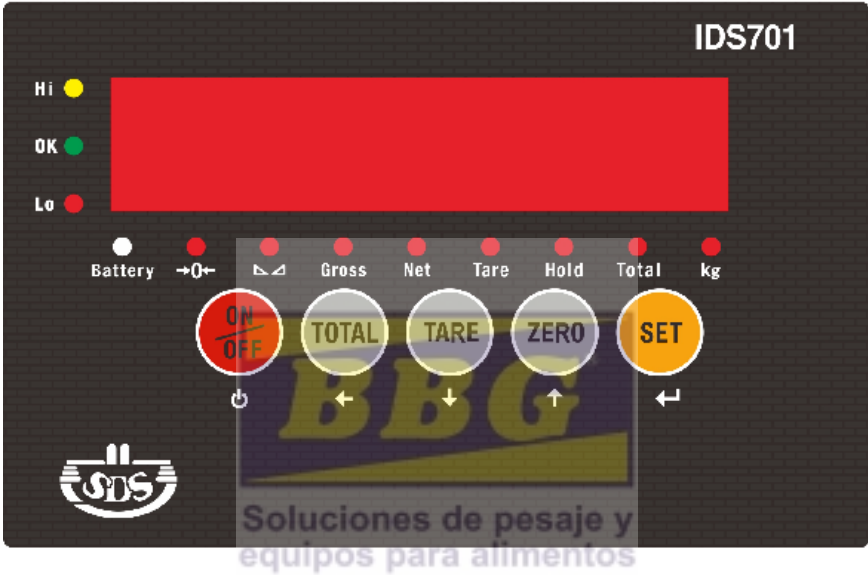 IDS701
Hi
OK
Lo
Battery →0← Gross Net Tare Hold Total kg
ON
OFF
TOTAL TARE ZERO SET
← ↓ ↑ ↵
SDS
BBG
Soluciones de pesaje y
equipos para alimentos